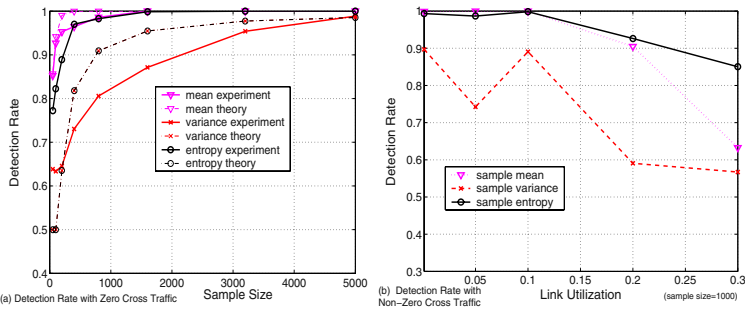 1
0.9
0.8
0.7
0.6
0.5
0.4
Detection Rate
mean experiment
mean theory
variance experiment
variance theory
entropy experiment
entropy theory
0 1000 2000 3000 4000 5000
Sample Size
(a) Detection Rate with Zero Cross Traffic
1
0.9
0.8
0.7
0.6
0.5
0.4
0.3
Detection Rate
sample mean
sample variance
sample entropy
0.05 0.1 0.15 0.2 0.25 0.3
Link Utilization
(b) Detection Rate with
Non-Zero Cross Traffic
(sample size=1000)